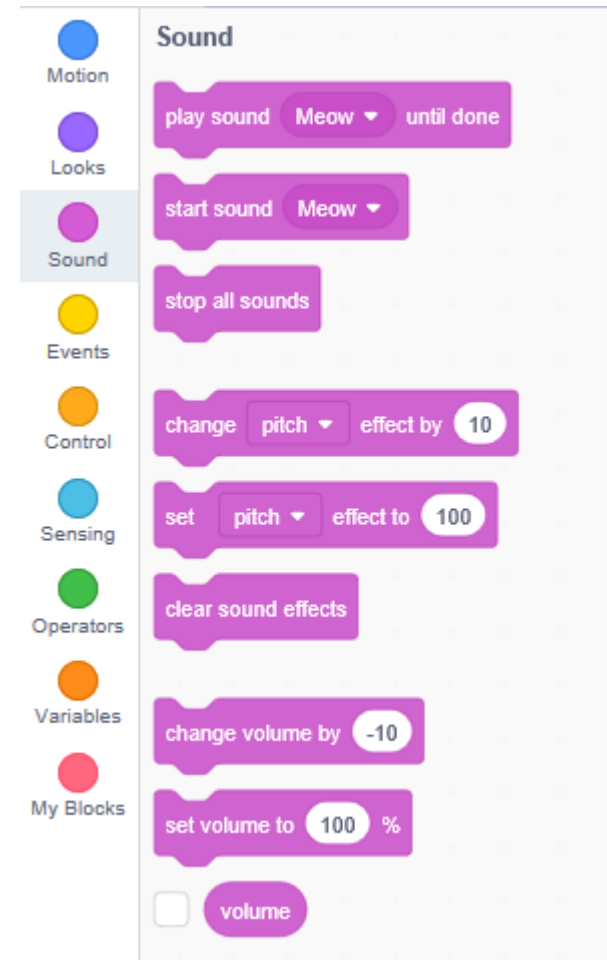 Motion
Looks
Sound
Events
Control
Sensing
Operators
Variables
My Blocks
Sound
play sound Meow until done
start sound Meow
stop all sounds
change pitch effect by 10
set pitch effect to 100
clear sound effects
change volume by -10
set volume to 100 %
volume